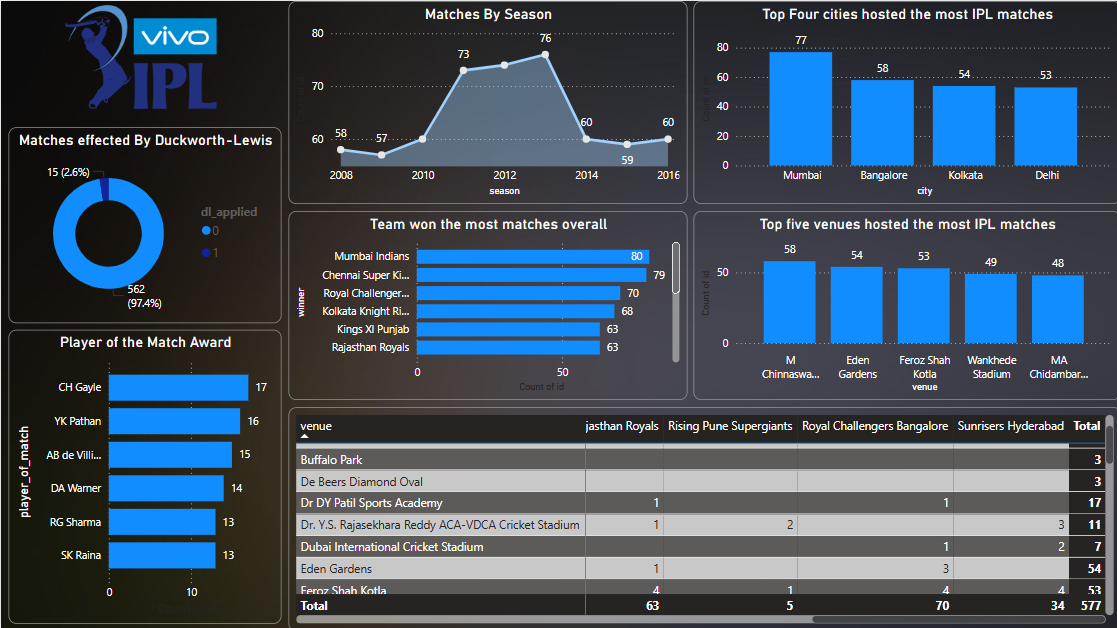 vivo
IPL
Matches effected By Duckworth-Lewis
15 (2.6%)
562
(97.4%)
dl_applied
0
1
Player of the Match Award
player_of_match
CH Gayle 17
YK Pathan 16
AB de Villi... 15
DA Warner 14
RG Sharma 13
SK Raina 13
0 10
Matches By Season
80
70
60
58 57 73 76 60 59 60
2008 2010 2012 2014 2016
season
Top Four cities hosted the most IPL matches
Count of id
80
60
40
20
0
77 58 54 53
Mumbai Bangalore Kolkata Delhi
city
Team won the most matches overall
winner
Mumbai Indians 80
Chennai Super Ki... 79
Royal Challenger... 70
Kolkata Knight Ri... 68
Kings XI Punjab 63
Rajasthan Royals 63
0 50
Count of id
Top five venues hosted the most IPL matches
Count of id
50
0
58 54 53 49 48
M Eden Feroz Shah Wankhede MA
Chinnaswa... Gardens Kotla Stadium Chidambar...
venue
venue jasthan Royals Rising Pune Supergiants Royal Challengers Bangalore Sunrisers Hyderabad Total
Buffalo Park 3
De Beers Diamond Oval 3
Dr DY Patil Sports Academy 1 1 17
Dr. Y.S. Rajasekhara Reddy ACA-VDCA Cricket Stadium 1 2 3 11
Dubai International Cricket Stadium 1 2 7
Eden Gardens 1 3 54
Feroz Shah Kotla 4 1 4 4 53
Total 63 5 70 34 577